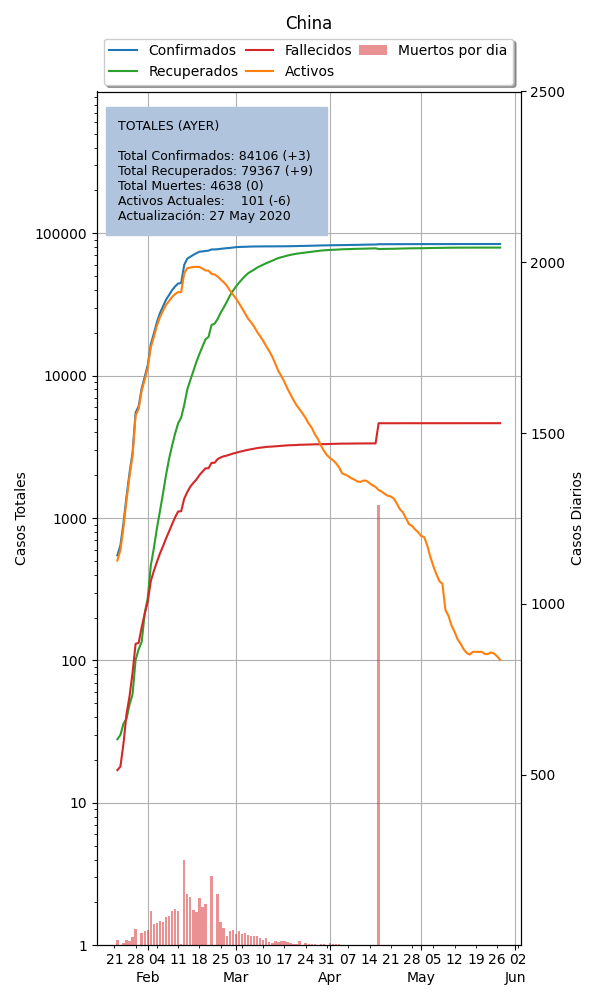 China
Confirmados Fallecidos Muertos por dia
Recuperados Activos
TOTALES (AYER)
Total Confirmados: 84106 (+3)
Total Recuperados: 79367 (+9)
Total Muertes: 4638 (0)
Activos Actuales: 101 (-6)
Actualización: 27 May 2020
Casos Totales
100000
10000
1000
100
10
1
2500
2000
1500
1000
500
Casos Diarios
21 28 04 11 18 25 03 10 17 24 31 07 14 21 28 05 12 19 26 02
Feb Mar Apr May Jun